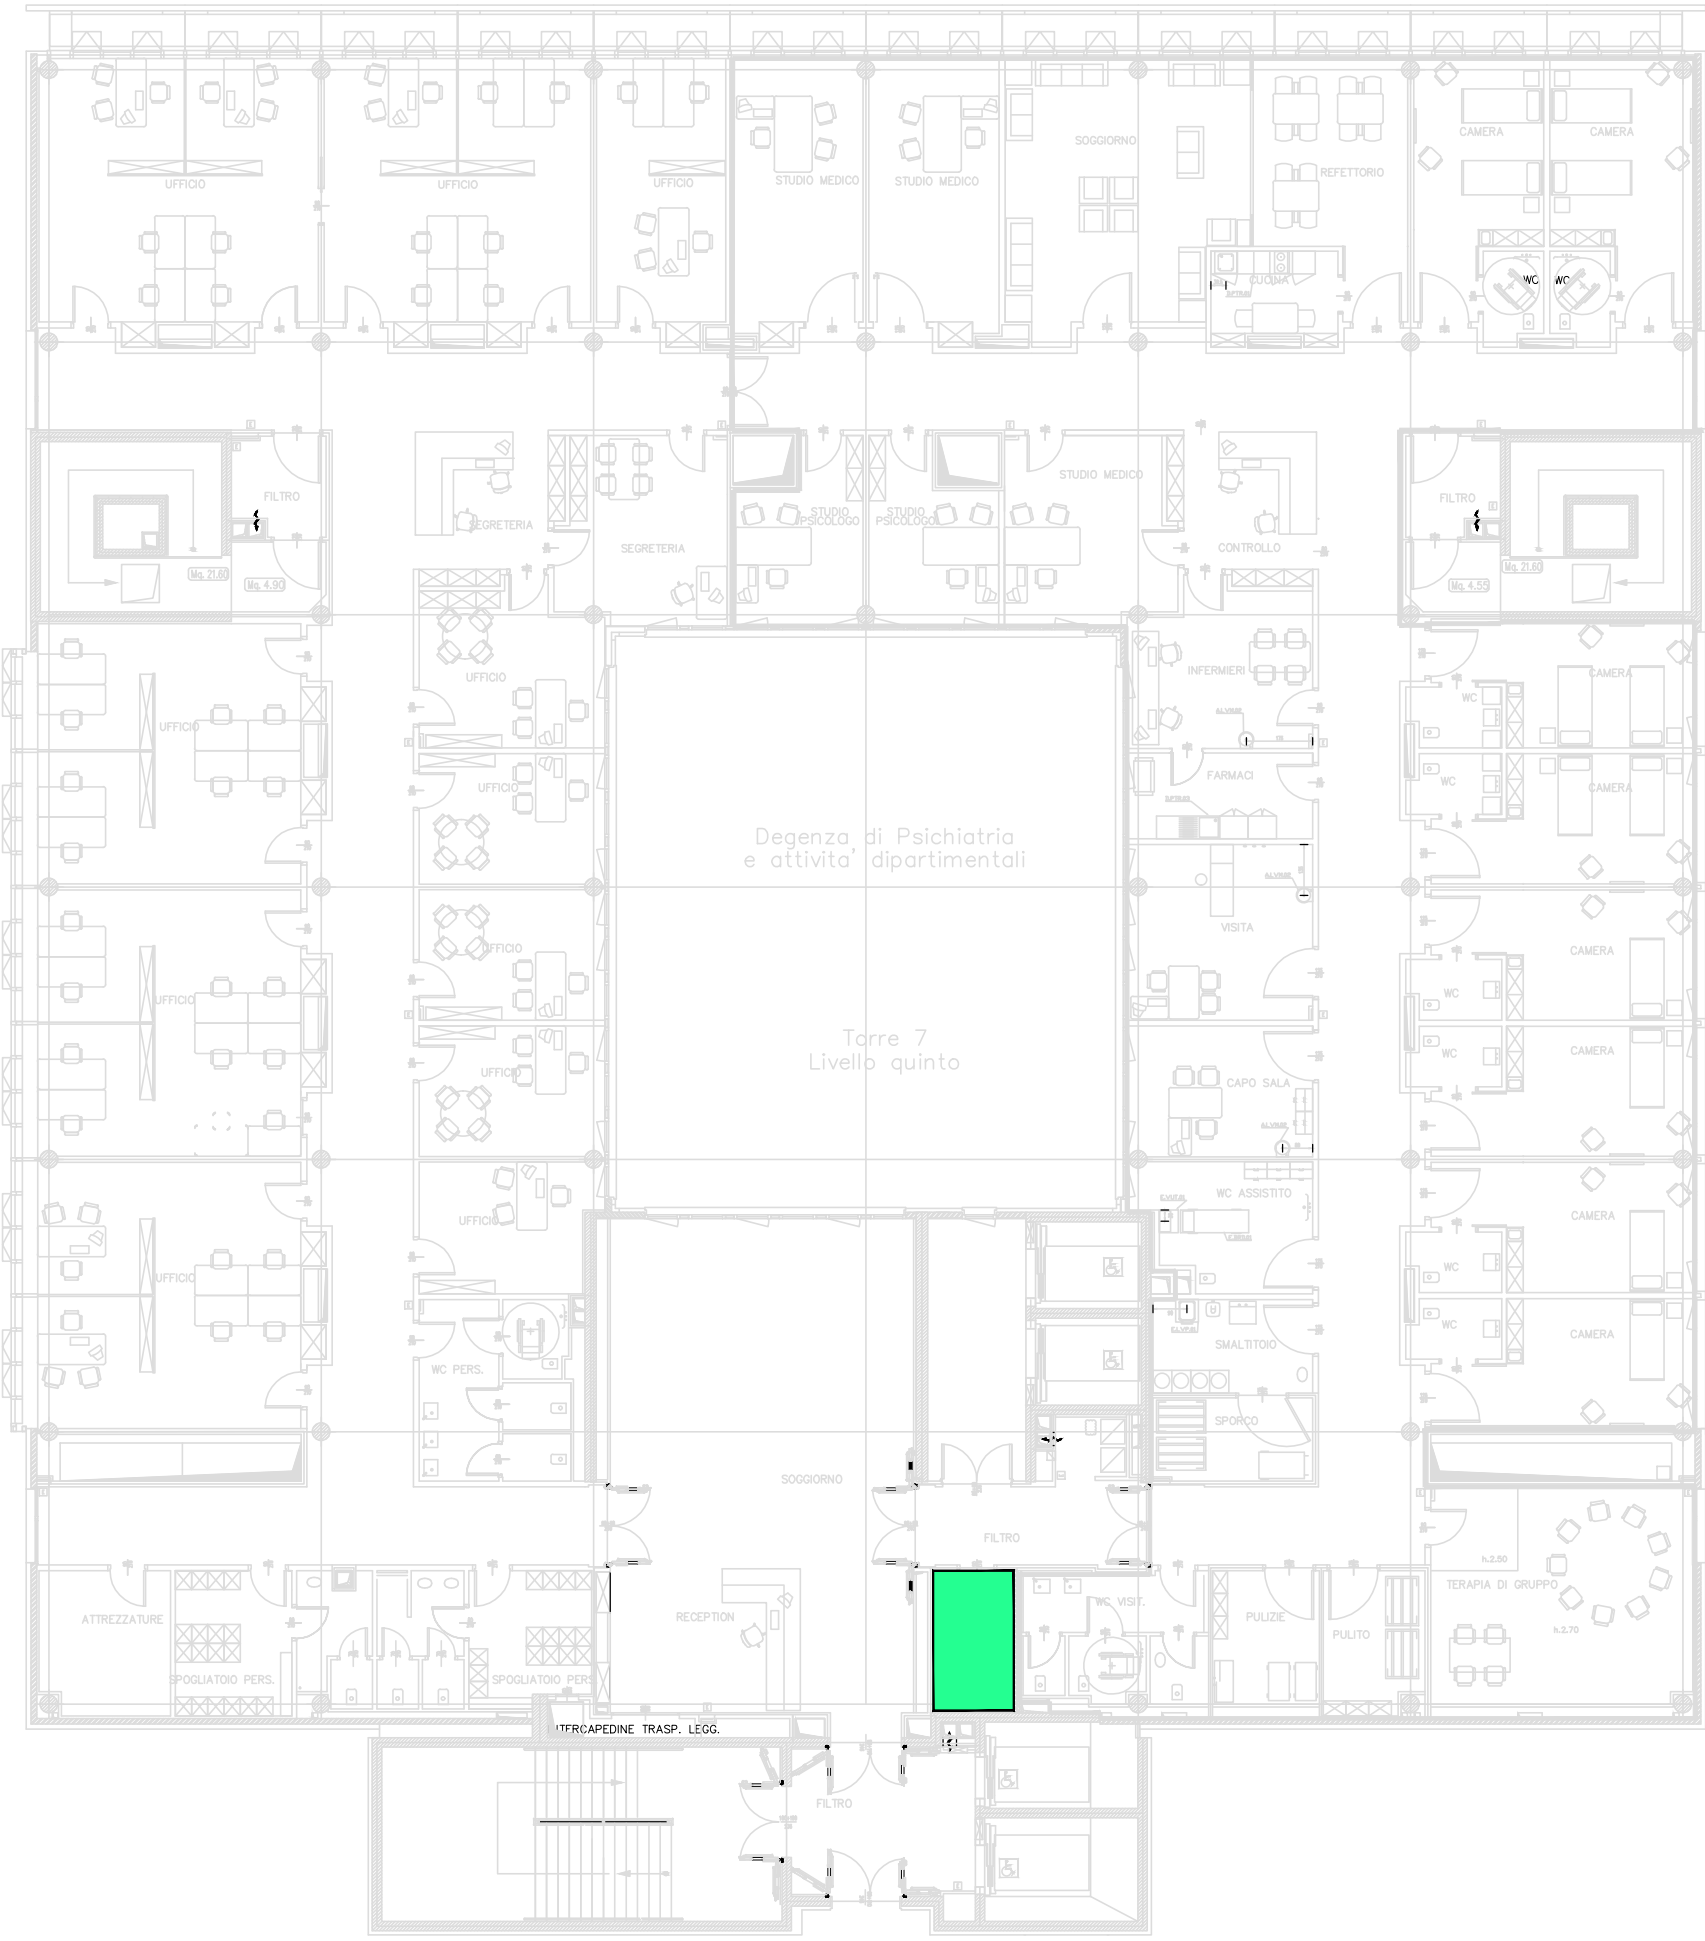 UFFICIO
UFFICIO
UFFICIO
STUDIO MEDICO
STUDIO MEDICO
SOGGIORNO
REFETTORIO
CAMERA
CAMERA
CUCINA
WC
WC
FILTRO
SEGRETERIA
SEGRETERIA
STUDIO
PSICOLOGO
STUDIO
PSICOLOGO
STUDIO MEDICO
CONTROLLO
FILTRO
Mq. 21.60
Mq. 4.90
Mq. 4.55
Mq. 21.60
UFFICIO
INFERMIERI
CAMERA
WC
UFFICIO
UFFICIO
FARMACI
WC
CAMERA
Degenza di Psichiatria
e attivita' dipartimentali
UFFICIO
VISITA
CAMERA
UFFICIO
WC
Torre 7
Livello quinto
UFFICIO
CAPO SALA
WC
CAMERA
UFFICIO
WC ASSISTITO
CAMERA
UFFICIO
WC
WC
WC PERS.
SMALTITOIO
CAMERA
SPORCO
SOGGIORNO
FILTRO
h.2.50
TERAPIA DI GRUPPO
ATTREZZATURE
RECEPTION
WC VISIT.
PULIZIE
PULITO
h.2.70
SPOGLIATOIO PERS.
SPOGLIATOIO PERS.
TERCAPEDINE TRASP. LEGG.
FILTRO